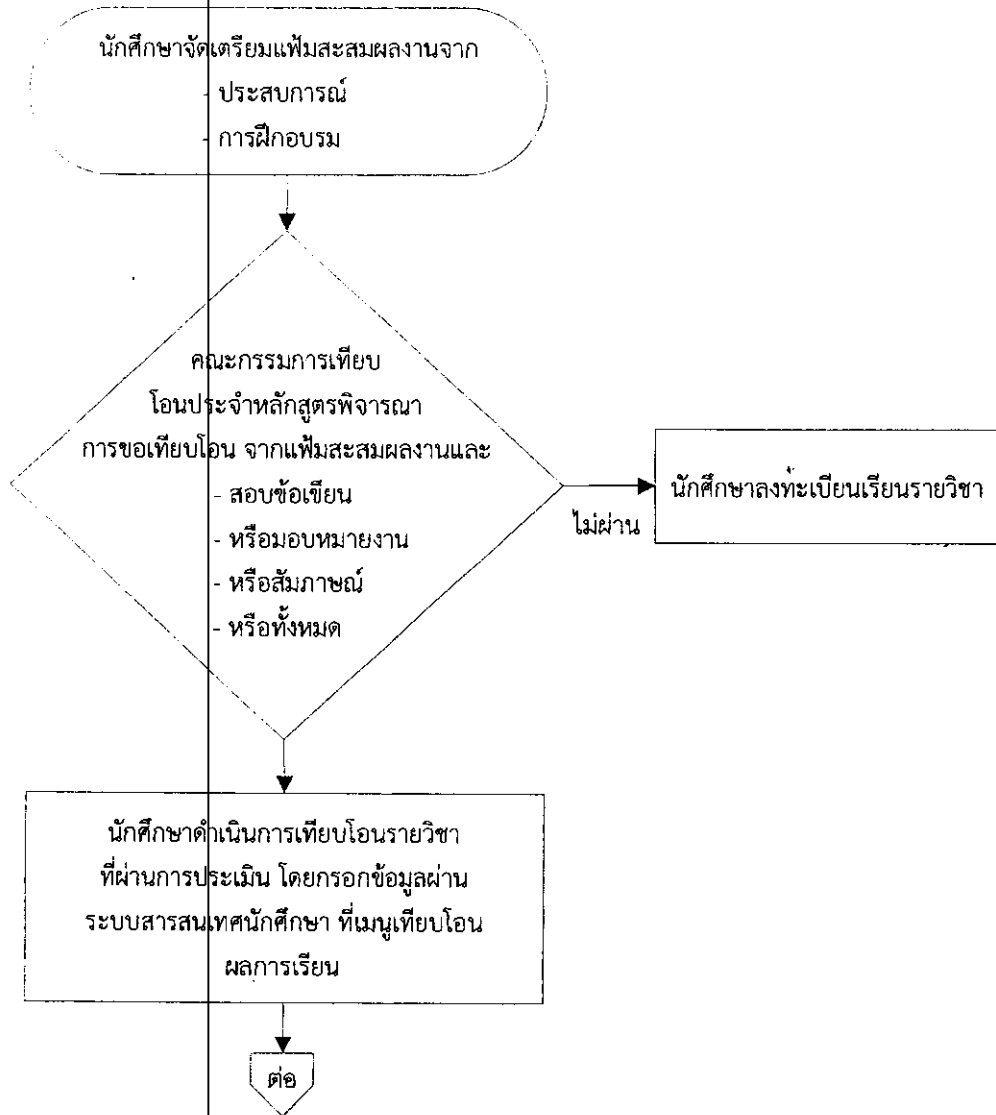 นักศึกษาจัดเตรียมแฟ้มสะสมผลงานจาก
- ประสบการณ์
- การฝึกอบรม
คณะกรรมการเทียบ
โอนประจำหลักสูตรพิจารณา
การขอเทียบโอน จากแฟ้มสะสมผลงานและ
- สอบข้อเขียน
- หรือมอบหมายงาน
- หรือสัมภาษณ์
- หรือทั้งหมด
ไม่ผ่าน
นักศึกษาลงทะเบียนเรียนรายวิชา
นักศึกษาดำเนินการเทียบโอนรายวิชา
ที่ผ่านการประเมิน โดยกรอกข้อมูลผ่าน
ระบบสารสนเทศนักศึกษา ที่เมนูเทียบโอน
ผลการเรียน
ต่อ